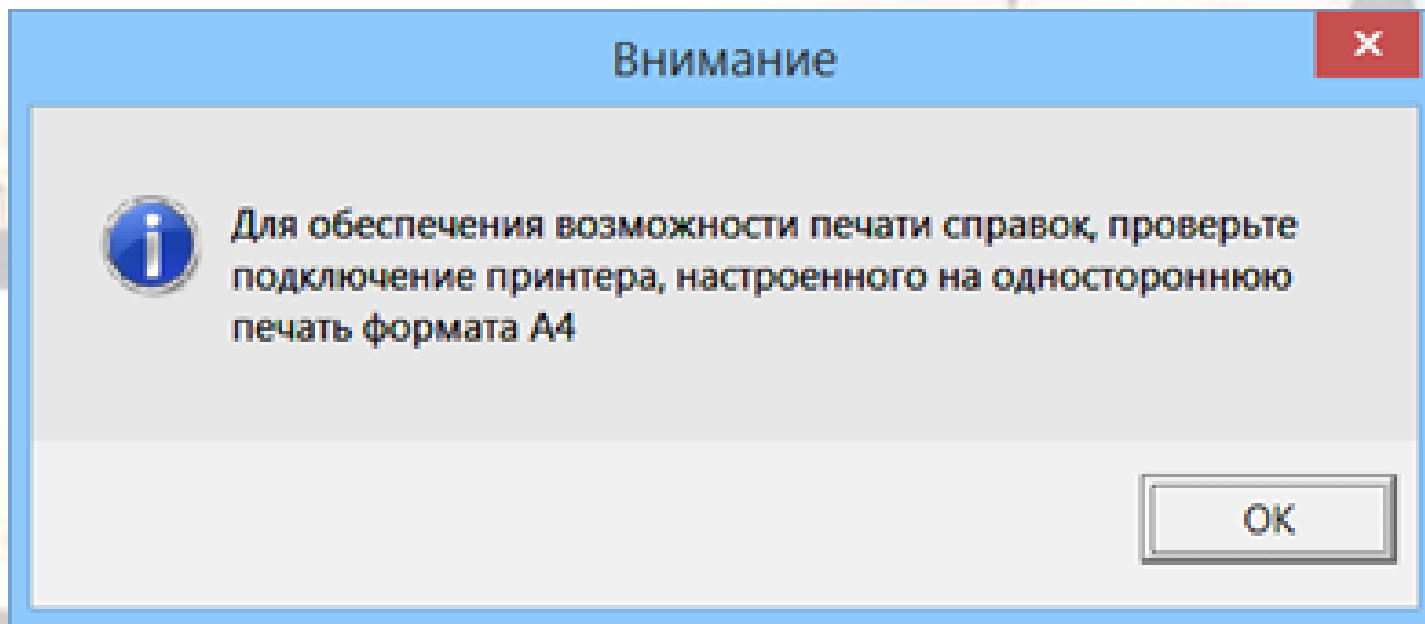 Внимание
Для обеспечения возможности печати справок, проверьте
подключение принтера, настроенного на одностороннюю
печать формата А4
ОК